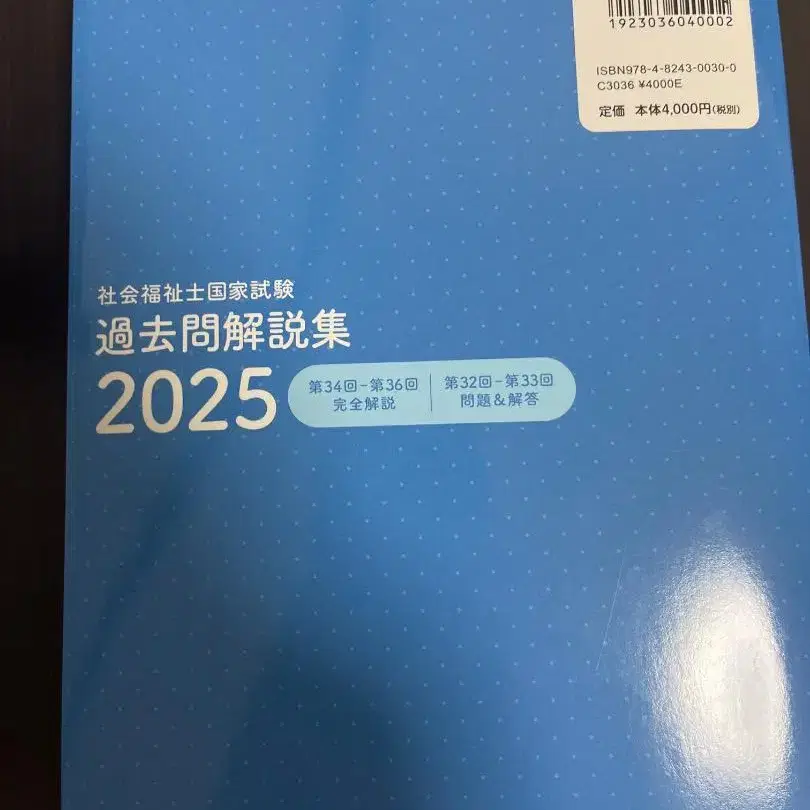 1923036040002
ISBN978-4-8243-0030-0
C3036 ¥4000E
定価 本体4,000円(税別)
社会福祉士国家試験
過去問解説集
2025
第34回-第36回
完全解説
第32回-第33回
問題&解答